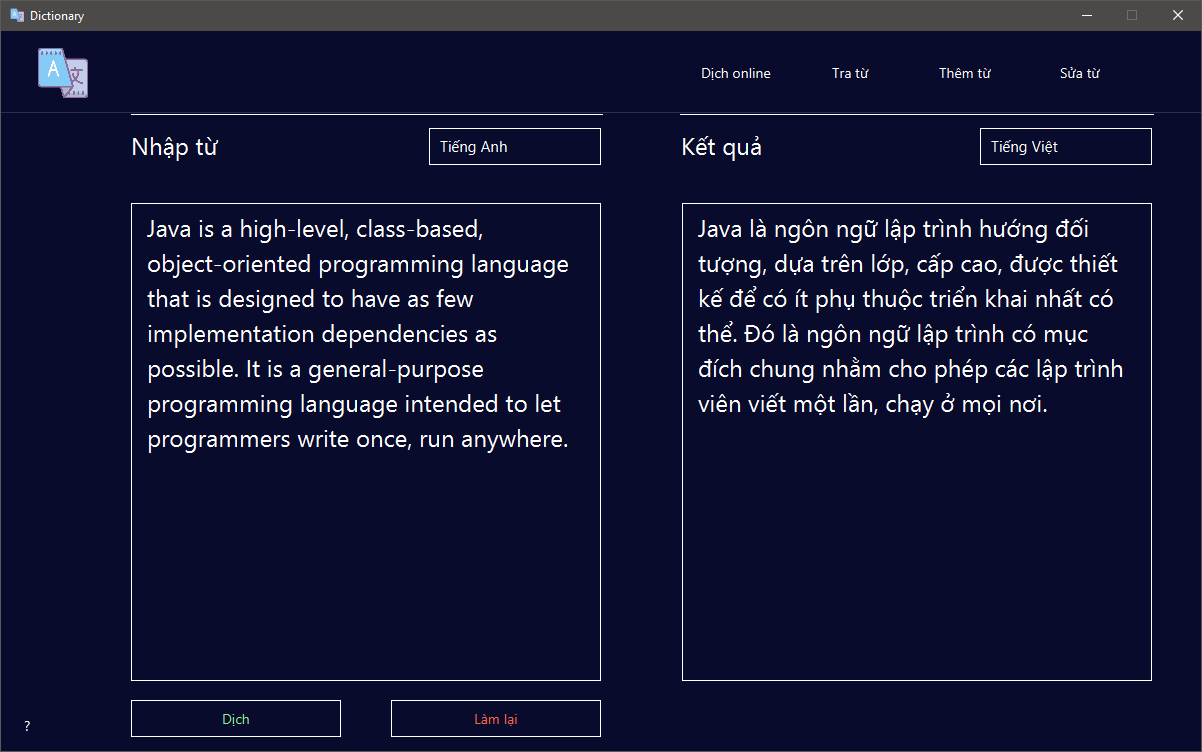 Dictionary
A 文
Dịch online
Tra từ
Thêm từ
Sửa từ
Nhập từ
Tiếng Anh
Java is a high-level, class-based,
object-oriented programming language
that is designed to have as few
implementation dependencies as
possible. It is a general-purpose
programming language intended to let
programmers write once, run anywhere.
Dịch
Làm lại
Kết quả
Tiếng Việt
Java là ngôn ngữ lập trình hướng đối
tượng, dựa trên lớp, cấp cao, được thiết
kế để có ít phụ thuộc triển khai nhất có
thể. Đó là ngôn ngữ lập trình có mục
đích chung nhằm cho phép các lập trình
viên viết một lần, chạy ở mọi nơi.
?